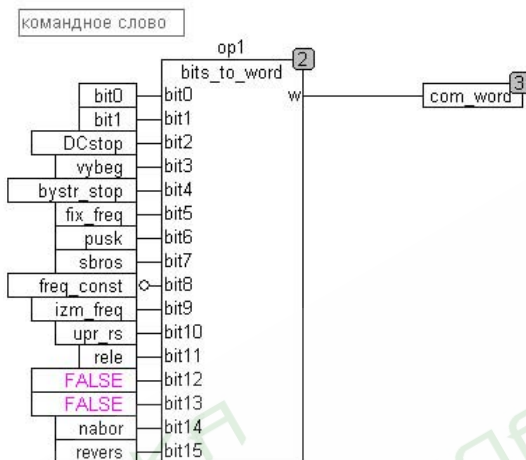 командное слово
op1
2
bits_to_word
3
bit0 bit0 w com_word
bit1 bit1
DCstop bit2
vybeg bit3
bystr_stop bit4
fix_freq bit5
pusk bit6
sbros bit7
freq_const bit8
izm_freq bit9
upr_rs bit10
rele bit11
FALSE bit12
FALSE bit13
nabor bit14
revers bit15